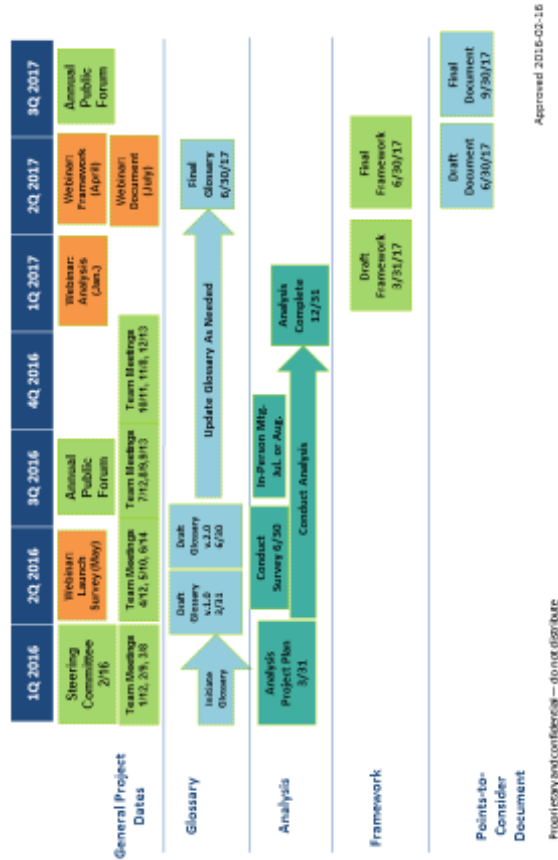 1Q 2016
2Q 2016
3Q 2016
4Q 2016
1Q 2017
2Q 2017
3Q 2017
General Project
Dates
Steering
Committee
2/16
Webinar:
Launch
Survey (May)
Annual
Public
Forum
Webinar:
Analysis
(Jan.)
Webinar:
Framework
(April)
Annual
Public
Forum
Team Meetings
1/12, 2/9, 3/8
Team Meetings
4/12, 5/10, 6/14
Team Meetings
7/12,8/9,9/13
Team Meetings
10/11, 11/8, 12/13
Webinar:
Document
(July)
Glossary
Initiate
Glossary
Draft
Glossary
v.1.0
3/31
Draft
Glossary
v.2.0
6/30
Update Glossary As Needed
Final
Glossary
6/30/17
Analysis
Analysis
Project Plan
3/31
Conduct
Survey 6/30
In-Person Mtg.
Jul. or Aug.
Conduct Analysis
Analysis
Complete
12/31
Framework
Draft
Framework
3/31/17
Final
Framework
6/30/17
Points-to-
Consider
Document
Draft
Document
6/30/17
Final
Document
9/30/17
Proprietary and confidential — do not distribute
Approved 2016-02-16